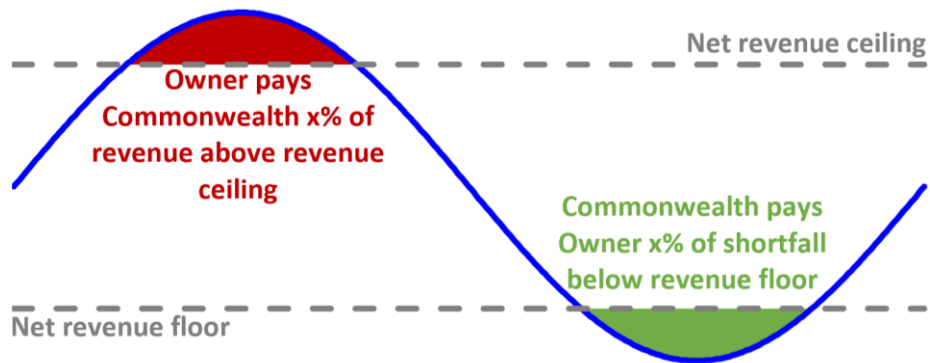 Net revenue ceiling
Owner pays
Commonwealth x% of
revenue above revenue
ceiling
Commonwealth pays
Owner x% of shortfall
below revenue floor
Net revenue floor